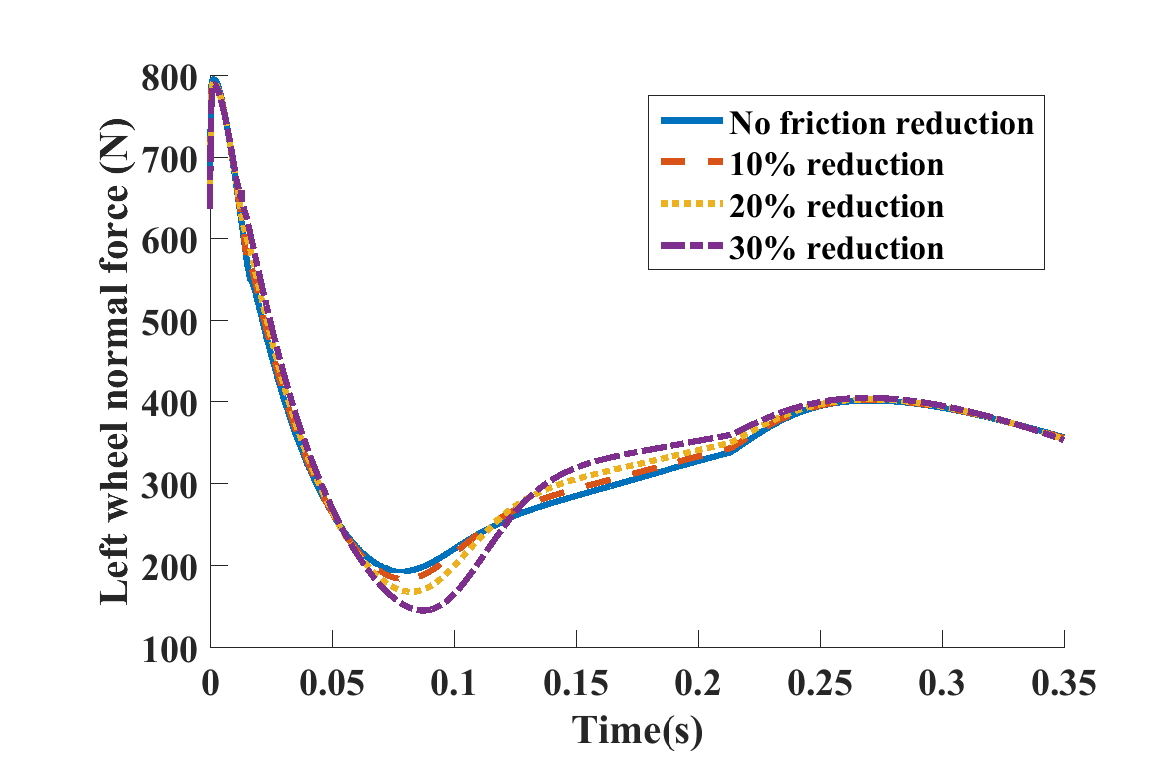 800
700
600
500
400
300
200
100
0
0.05
0.1
0.15
0.2
0.25
0.3
0.35
Left wheel normal force (N)
Time(s)
No friction reduction
10% reduction
20% reduction
30% reduction